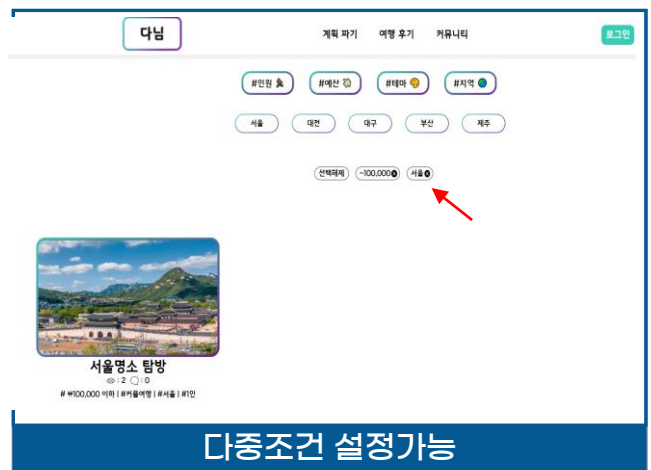 다님 계획 파기 여행 후기 커뮤니티 로그인
#인원 #예산 #테마 #지역
서울 대전 대구 부산 제주
선택해제 ~100,000 서울
서울명소 탐방
: 2 : 0
# ₩100,000 이하 | #커플여행 | #서울 | #1인
다중조건 설정가능